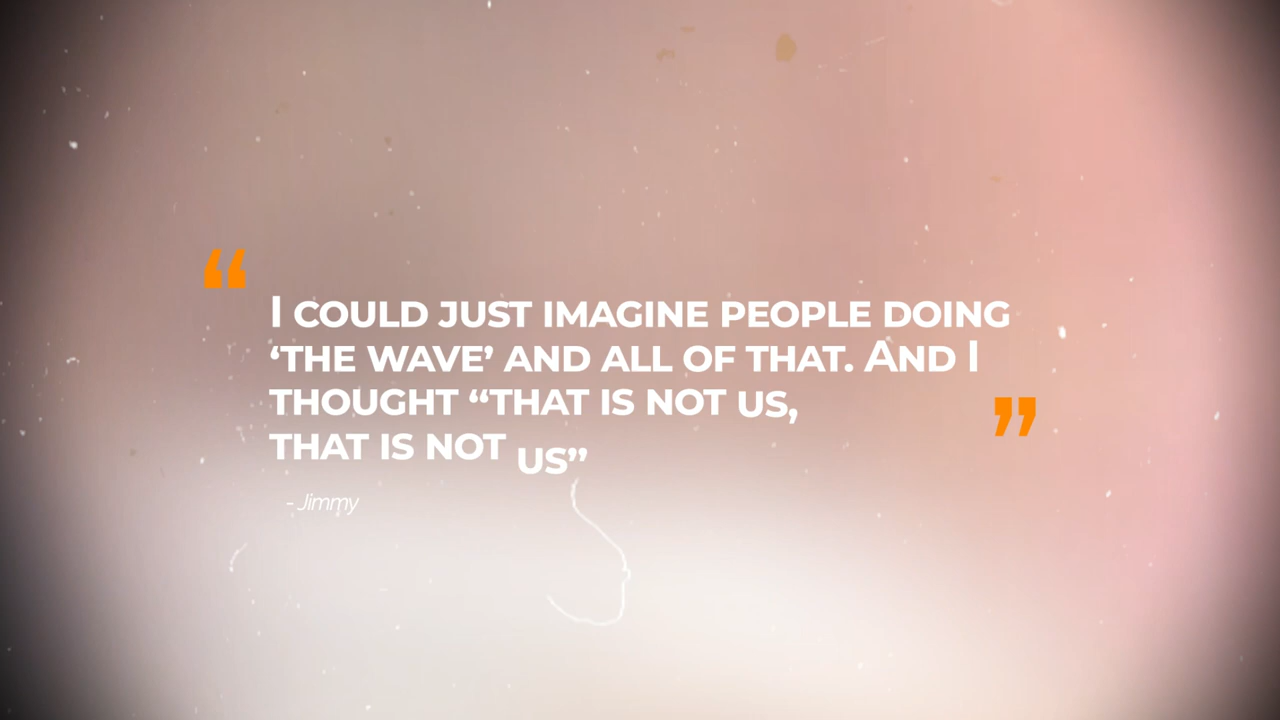 “
I COULD JUST IMAGINE PEOPLE DOING
‘THE WAVE’ AND ALL OF THAT. AND I
THOUGHT “THAT IS NOT US,
THAT IS NOT US”
”
- Jimmy